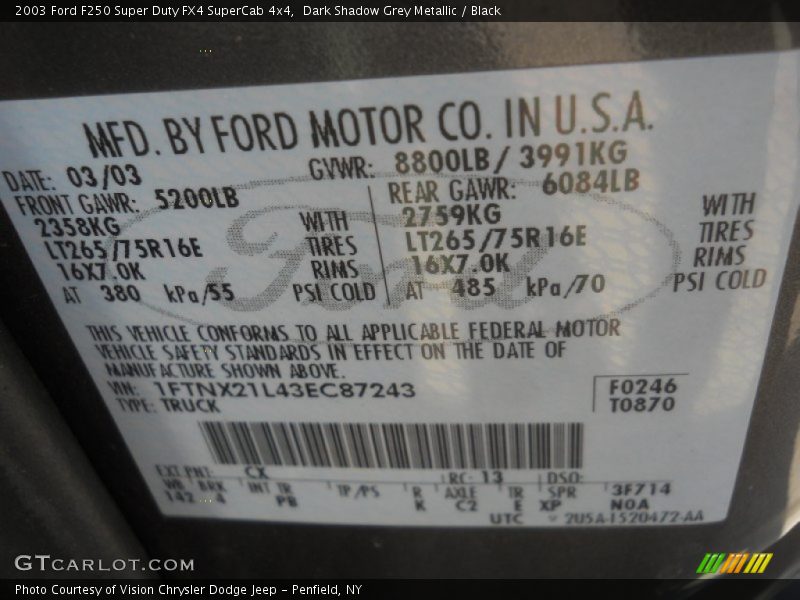 2003 Ford F250 Super Duty FX4 SuperCab 4x4,  Dark Shadow Grey Metallic / Black
MFD. BY FORD MOTOR CO. IN U.S.A.
DATE: 03/03 GVWR: 8800LB / 3991KG
FRONT GAWR: 5200LB REAR GAWR: 6084LB
2358KG WITH 2759KG WITH
LT265/75R16E TIRES LT265/75R16E TIRES
16X7.0K RIMS 16X7.0K RIMS
AT 380 kPa/55 PSI COLD AT 485 kPa/70 PSI COLD
Ford
THIS VEHICLE CONFORMS TO ALL APPLICABLE FEDERAL MOTOR
VEHICLE SAFETY STANDARDS IN EFFECT ON THE DATE OF
MANUFACTURE SHOWN ABOVE.
VIN: 1FTNX21L43EC87243 F0246
TYPE: TRUCK T0870
EXT PNT: CX RC: 13 DSO:
WB BRK INT TR TP/PS R AXLE TR SPR 3F714
142 4 PB K C2 E XP NOA
UTC 2U5A-1520472-AA
GTCARLOT.COM
Photo Courtesy of Vision Chrysler Dodge Jeep - Penfield, NY